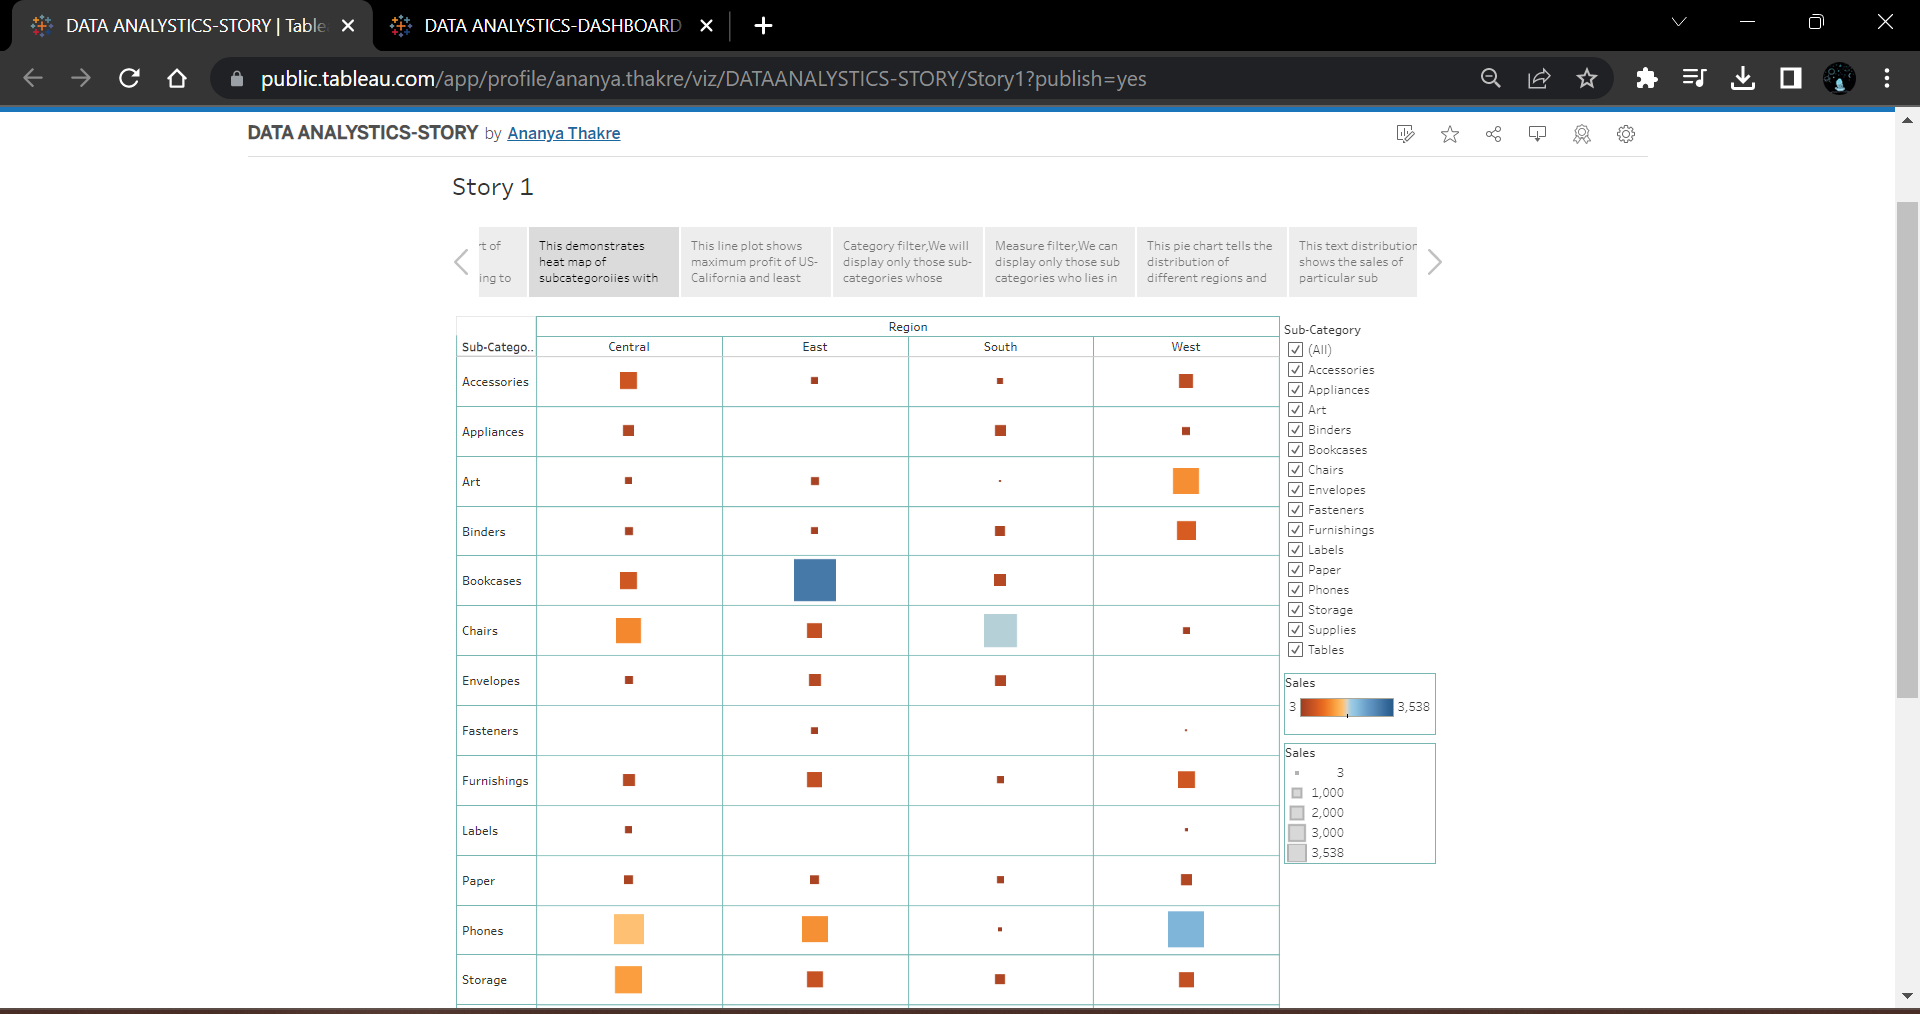 DATA ANALYSTICS-STORY | Table
DATA ANALYSTICS-DASHBOARD
public.tableau.com/app/profile/ananya.thakre/viz/DATAANALYSTICS-STORY/Story1?publish=yes
DATA ANALYSTICS-STORY by Ananya Thakre
Story 1
rt of
ing to
This demonstrates
heat map of
subcategoroiies with
This line plot shows
maximum profit of US-
California and least
Category filter,We will
display only those sub-
categories whose
Measure filter,We can
display only those sub
categories who lies in
This pie chart tells the
distribution of
different regions and
This text distribution
shows the sales of
particular sub
Region
Sub-Catego..
Central
East
South
West
Accessories
Appliances
Art
Binders
Bookcases
Chairs
Envelopes
Fasteners
Furnishings
Labels
Paper
Phones
Storage
Sub-Category
(All)
Accessories
Appliances
Art
Binders
Bookcases
Chairs
Envelopes
Fasteners
Furnishings
Labels
Paper
Phones
Storage
Supplies
Tables
Sales
3 3,538
Sales
3
1,000
2,000
3,000
3,538